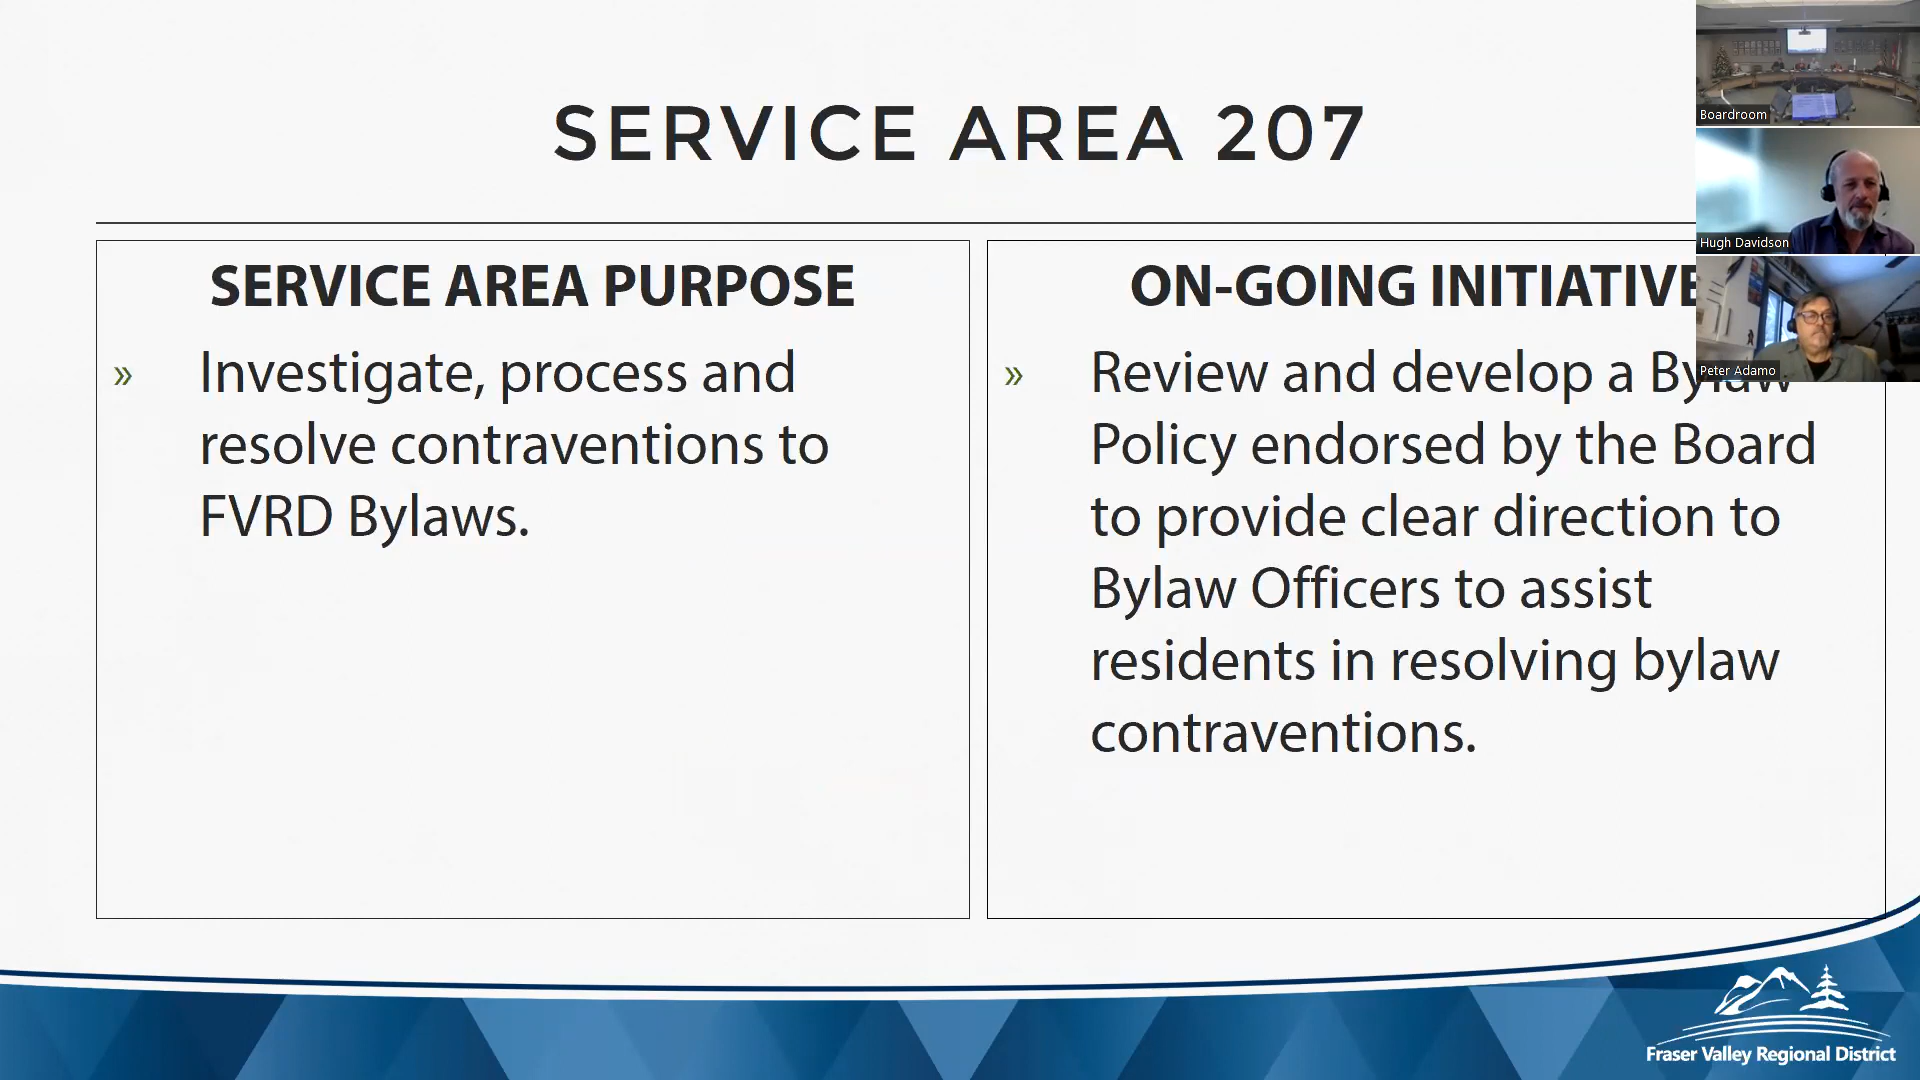 SERVICE AREA 207
SERVICE AREA PURPOSE
» Investigate, process and
resolve contraventions to
FVRD Bylaws.
ON-GOING INITIATIVE
» Review and develop a Bylaw
Policy endorsed by the Board
to provide clear direction to
Bylaw Officers to assist
residents in resolving bylaw
contraventions.
Boardroom
Hugh Davidson
Peter Adamo
Fraser Valley Regional District